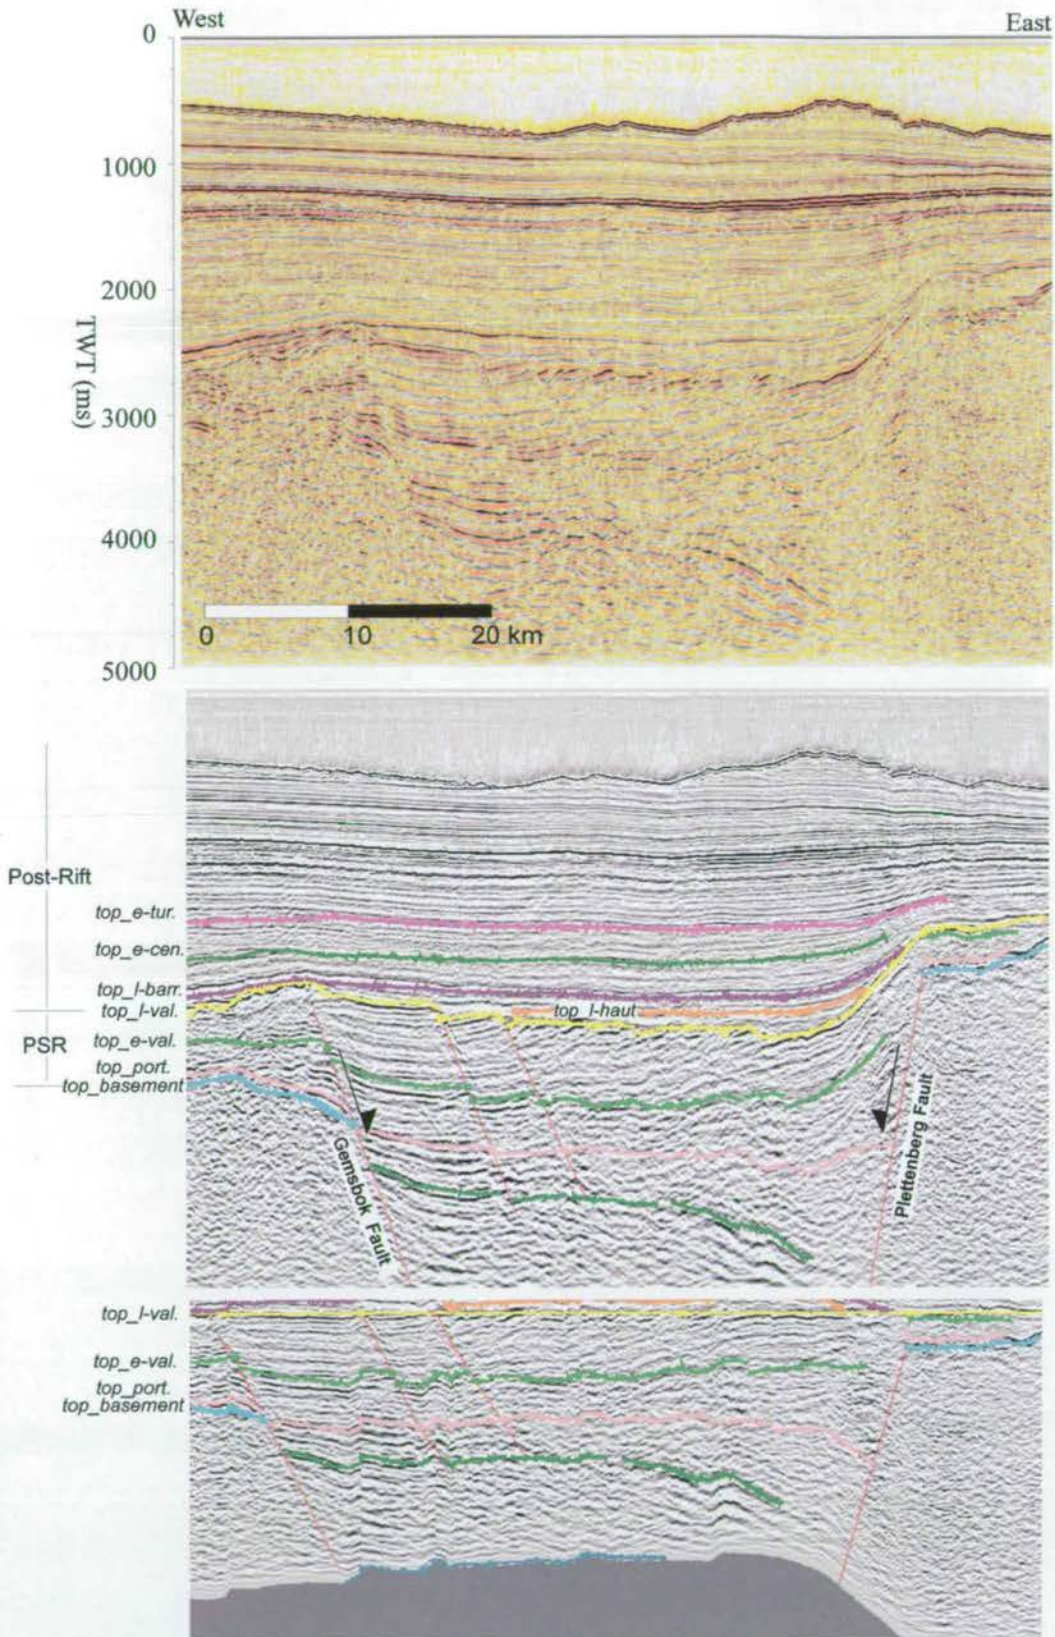 West
East
0
1000
2000
TWT (ms)
3000
4000
5000
0
10
20 km
Post-Rift
PSR
top_e-tur.
top_e-cen.
top_l-barr.
top_l-val.
top_l-haut
top_e-val.
top_port.
top_basement
Gemsbok Fault
Plettenberg Fault
top_l-val.
top_e-val.
top_port.
top_basement